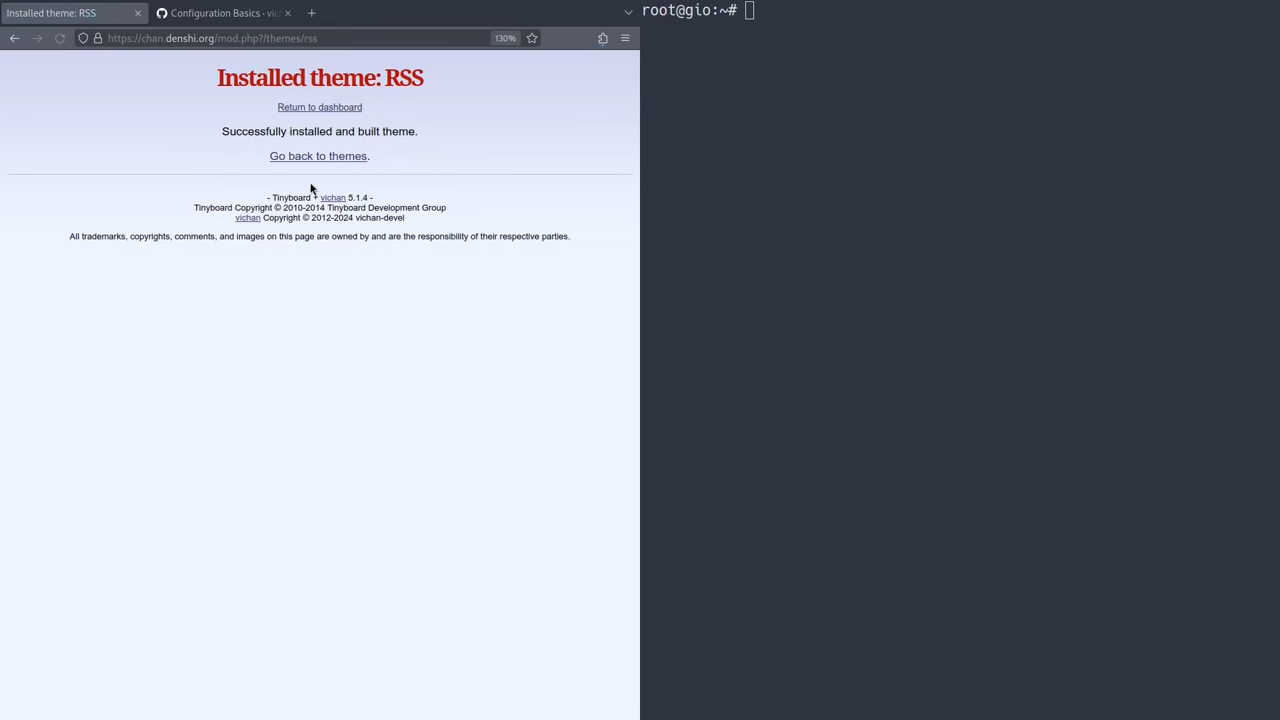 Installed theme: RSS
Configuration Basics - vic
https://chan.denshi.org/mod.php?/themes/rss
130%
Installed theme: RSS
Return to dashboard
Successfully installed and built theme.
Go back to themes.
- Tinyboard + vichan 5.1.4 -
Tinyboard Copyright © 2010-2014 Tinyboard Development Group
vichan Copyright © 2012-2024 vichan-devel
All trademarks, copyrights, comments, and images on this page are owned by and are the responsibility of their respective parties.
root@gio:~#